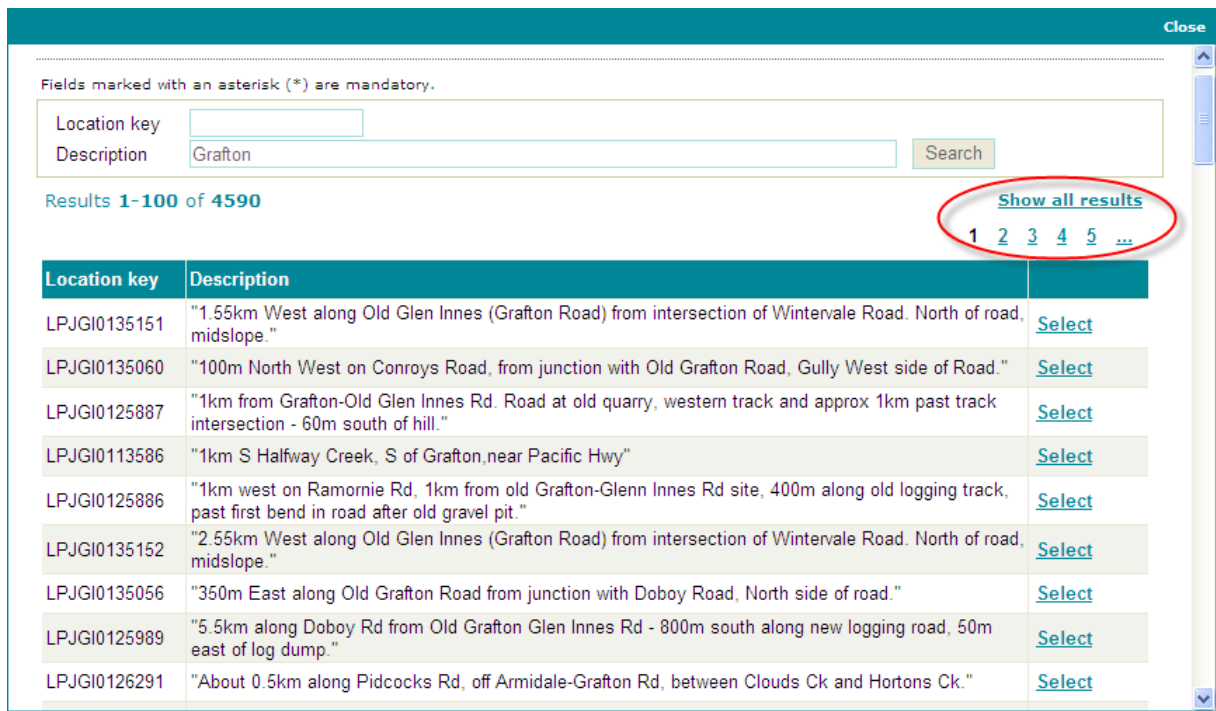 Close
Fields marked with an asterisk (*) are mandatory.
Location key
Description Grafton Search
Results 1-100 of 4590 Show all results
1 2 3 4 5 ...
Location key Description
LPJGI0135151 "1.55km West along Old Glen Innes (Grafton Road) from intersection of Wintervale Road. North of road, Select
midslope."
LPJGI0135060 "100m North West on Conroys Road, from junction with Old Grafton Road, Gully West side of Road." Select
LPJGI0125887 "1km from Grafton-Old Glen Innes Rd. Road at old quarry, western track and approx 1km past track Select
intersection - 60m south of hill."
LPJGI0113586 "1km S Halfway Creek, S of Grafton,near Pacific Hwy" Select
LPJGI0125886 "1km west on Ramornie Rd, 1km from old Grafton-Glenn Innes Rd site, 400m along old logging track, Select
past first bend in road after old gravel pit."
LPJGI0135152 "2.55km West along Old Glen Innes (Grafton Road) from intersection of Wintervale Road. North of road, Select
midslope."
LPJGI0135056 "350m East along Old Grafton Road from junction with Doboy Road, North side of road." Select
LPJGI0125989 "5.5km along Doboy Rd from Old Grafton Glen Innes Rd - 800m south along new logging road, 50m Select
east of log dump."
LPJGI0126291 "About 0.5km along Pidcocks Rd, off Armidale-Grafton Rd, between Clouds Ck and Hortons Ck." Select